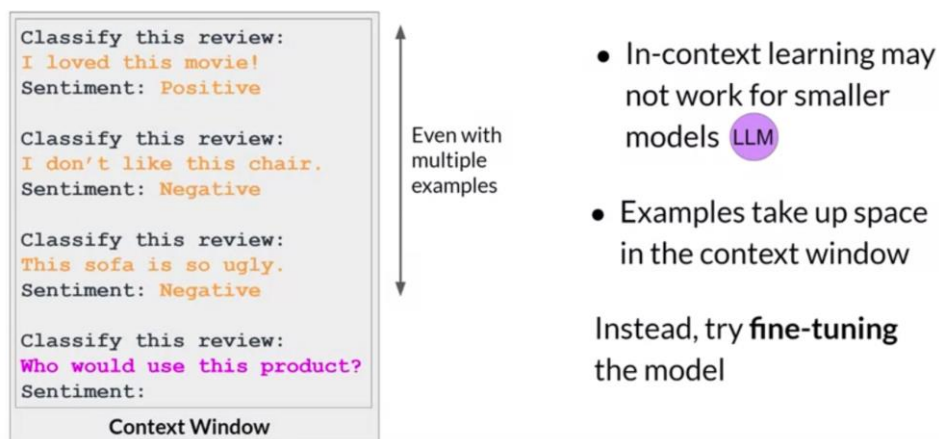 Classify this review:
I loved this movie!
Sentiment: Positive
Classify this review:
I don't like this chair.
Sentiment: Negative
Classify this review:
This sofa is so ugly.
Sentiment: Negative
Classify this review:
Who would use this product?
Sentiment:
Context Window
Even with
multiple
examples
• In-context learning may
not work for smaller
models LLM
• Examples take up space
in the context window
Instead, try fine-tuning
the model